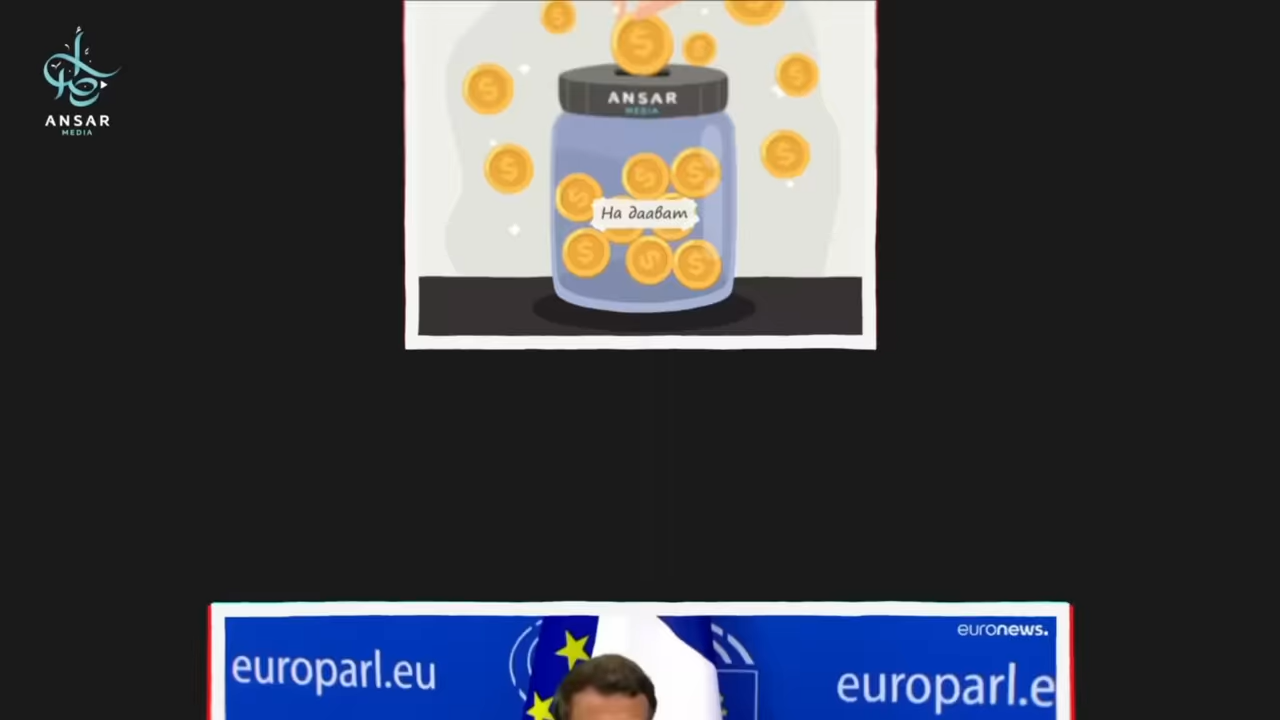 ANSAR
MEDIA
ANSAR
MEDIA
На даават
euronews.
europarl.eu
europarl.e